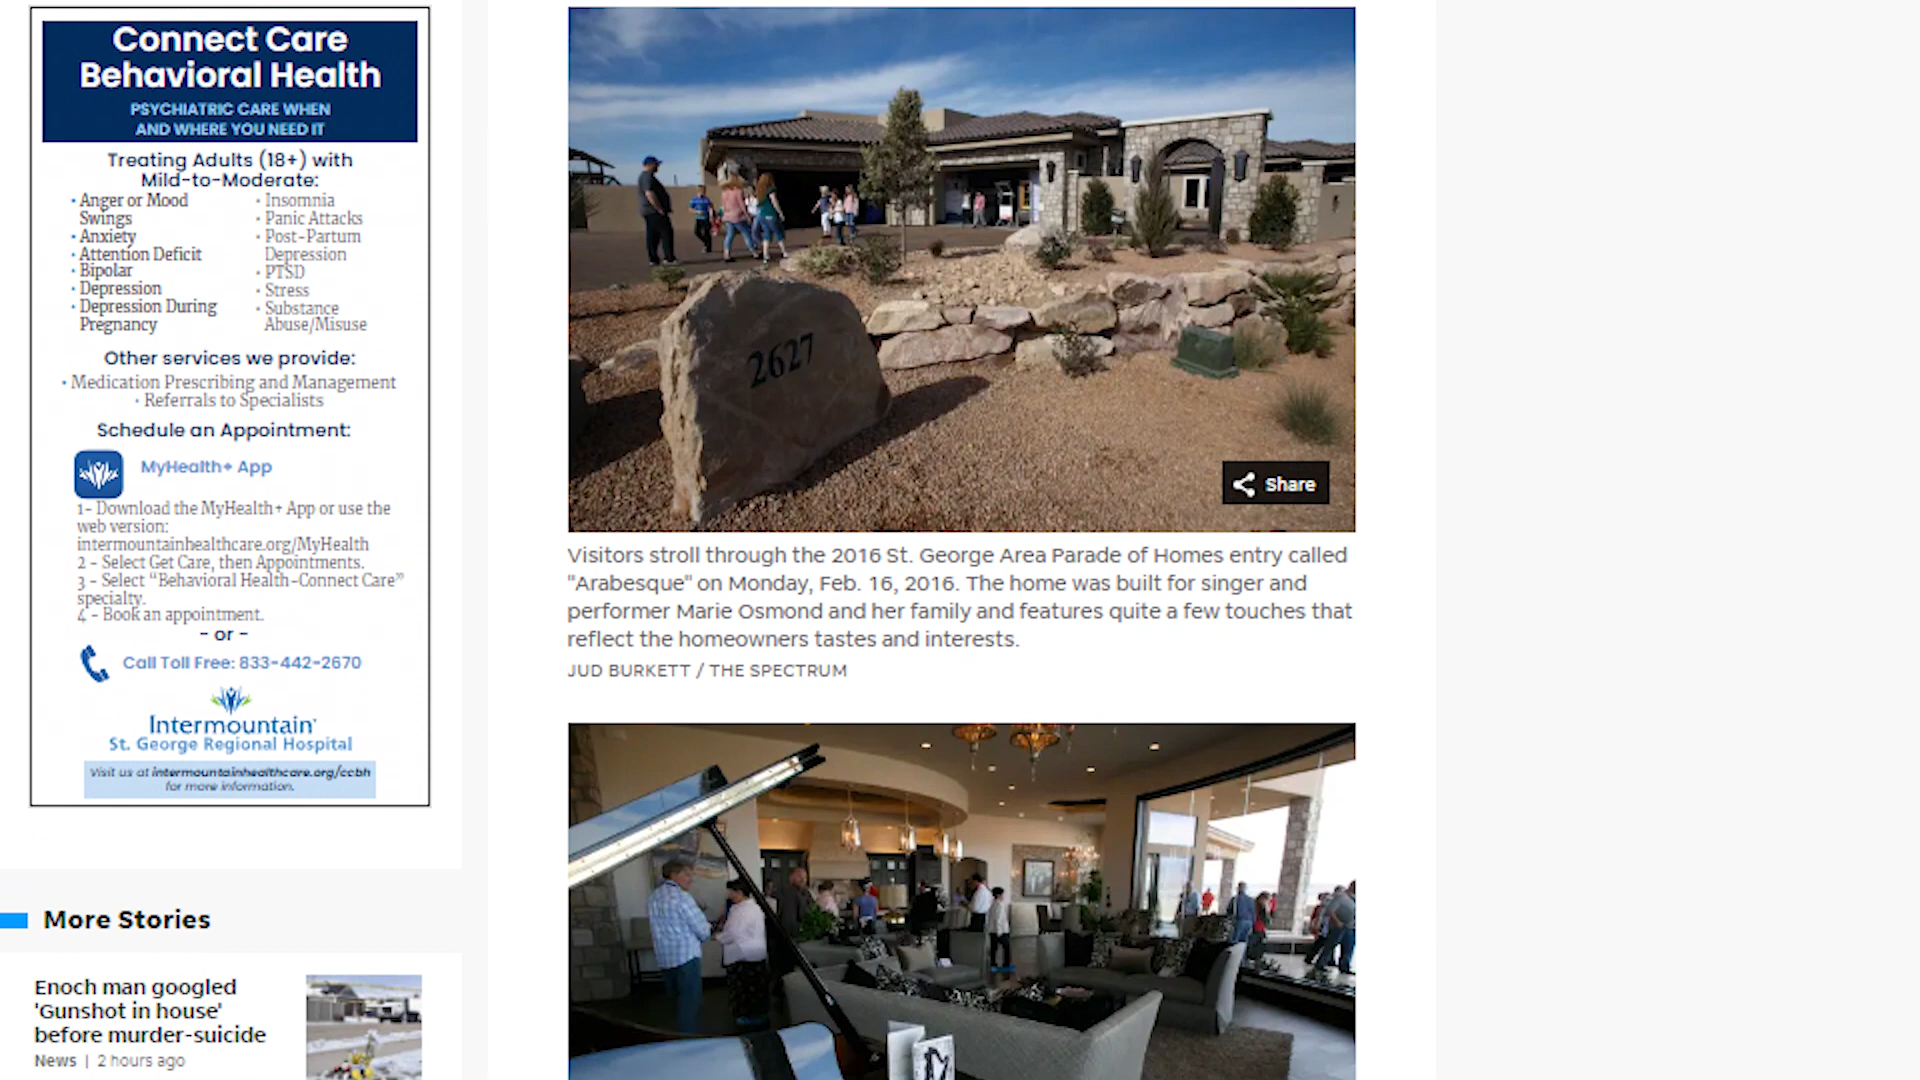 Connect Care
Behavioral Health
PSYCHIATRIC CARE WHEN
AND WHERE YOU NEED IT
Treating Adults (18+) with
Mild-to-Moderate:
• Anger or Mood
Swings
• Anxiety
• Attention Deficit
• Bipolar
• Depression
• Depression During
Pregnancy
• Insomnia
• Panic Attacks
• Post-Partum
Depression
• PTSD
• Stress
• Substance
Abuse/Misuse
Other services we provide:
• Medication Prescribing and Management
• Referrals to Specialists
Schedule an Appointment:
MyHealth+ App
1- Download the MyHealth+ App or use the
web version:
intermountainhealthcare.org/MyHealth
2 - Select Get Care, then Appointments.
3 - Select “Behavioral Health-Connect Care”
specialty.
4 - Book an appointment.
- or -
Call Toll Free: 833-442-2670
Intermountain
St. George Regional Hospital
Visit us at intermountainhealthcare.org/ccbh
for more information.
More Stories
Enoch man googled
'Gunshot in house'
before murder-suicide
News | 2 hours ago
2627
Share
Visitors stroll through the 2016 St. George Area Parade of Homes entry called
"Arabesque" on Monday, Feb. 16, 2016. The home was built for singer and
performer Marie Osmond and her family and features quite a few touches that
reflect the homeowners tastes and interests.
JUD BURKETT / THE SPECTRUM